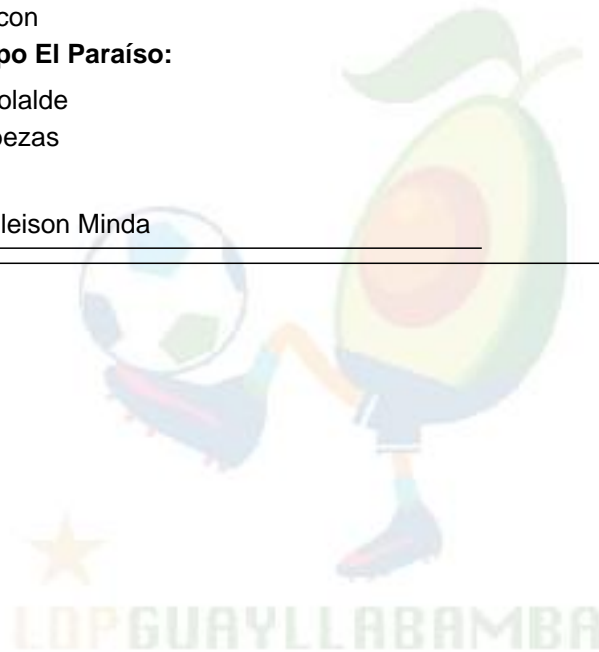 con
po El Paraíso:
olalde
bezas
leison Minda
LDPGUAYLLABAMBA